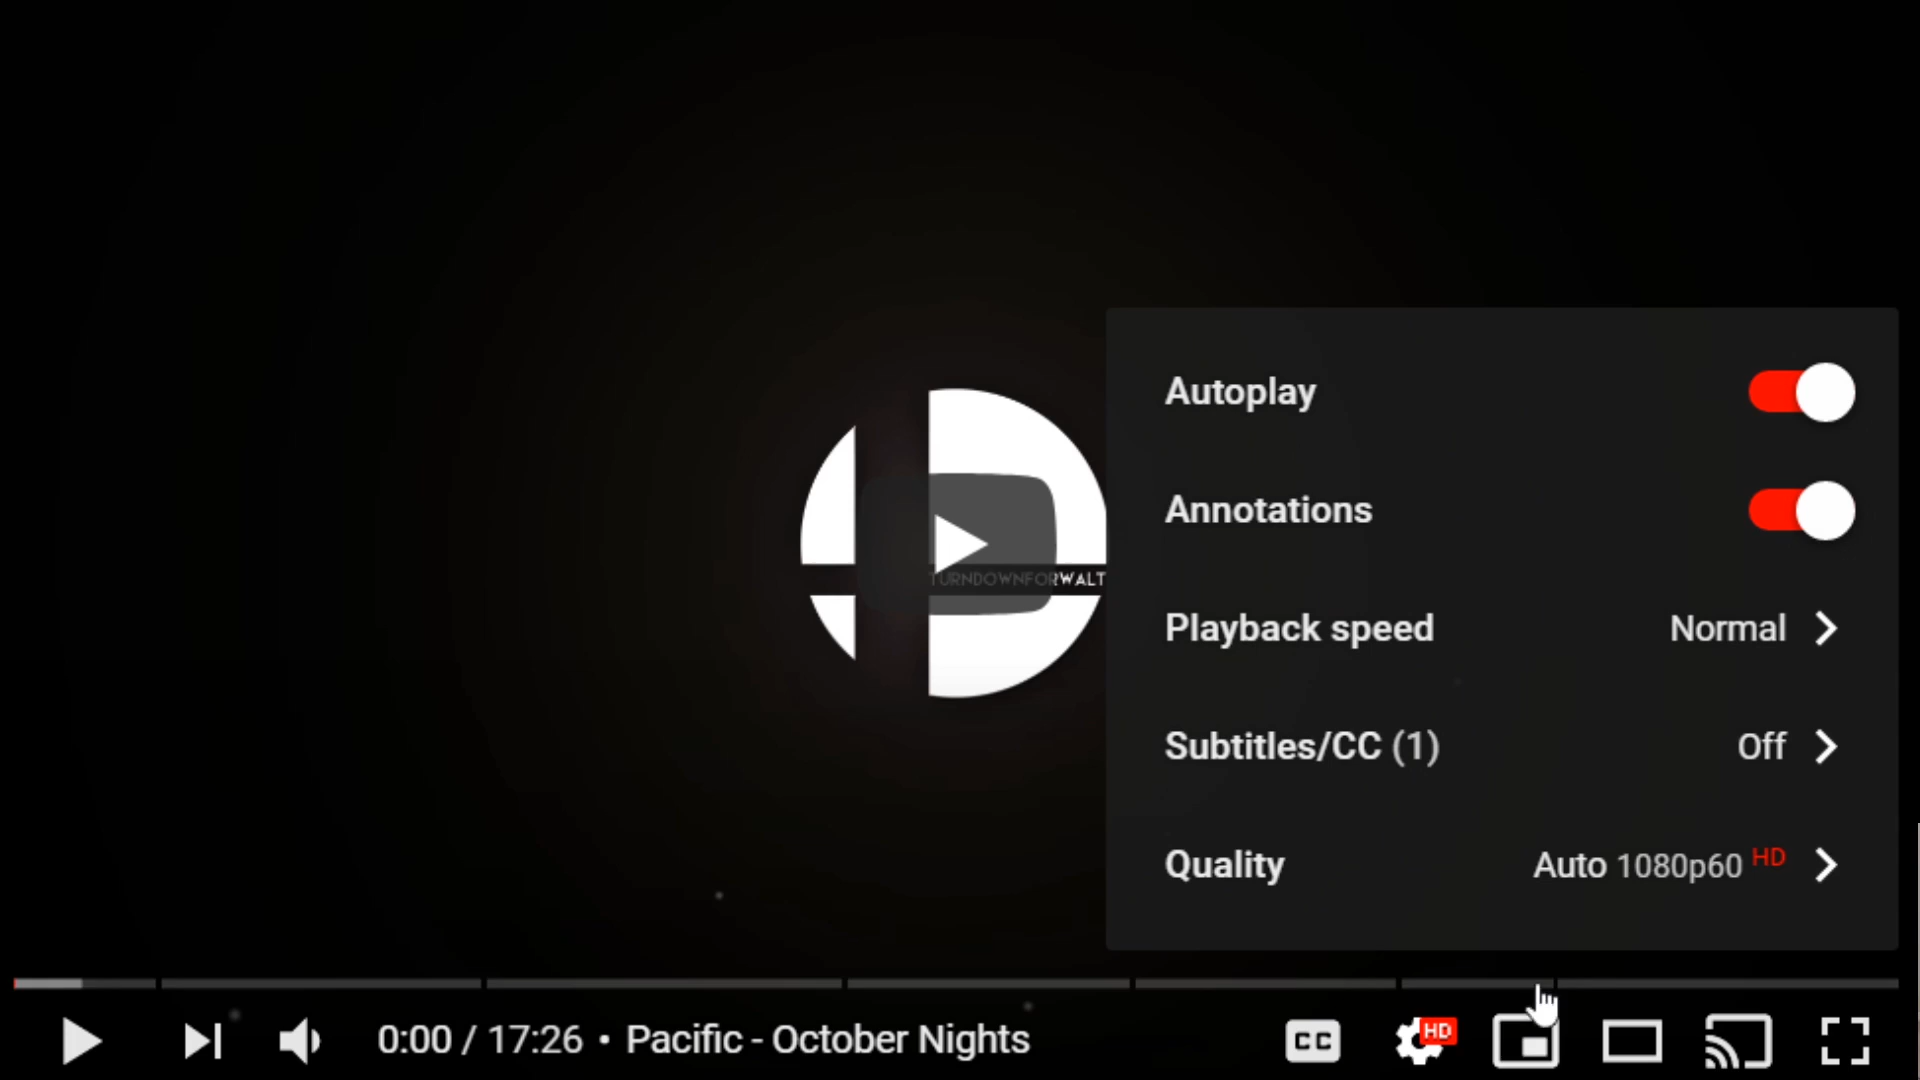 Autoplay
Annotations
TURNDOWNFORWALT
Playback speed Normal
Subtitles/CC (1) Off
Quality Auto 1080p60 HD
0:00 / 17:26 • Pacific - October Nights CC HD